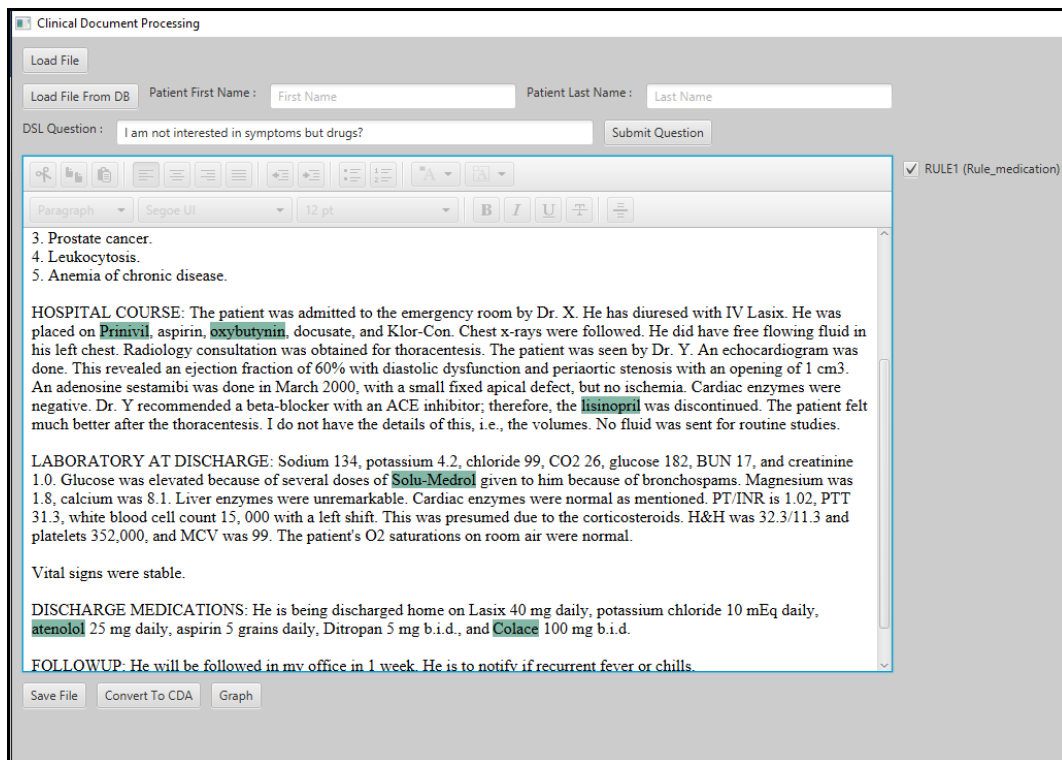 Clinical Document Processing
Load File
Load File From DB Patient First Name : First Name Patient Last Name : Last Name
DSL Question : I am not interested in symptoms but drugs? Submit Question
RULE1 (Rule_medication)
Paragraph Segoe UI 12 pt B I U
3. Prostate cancer.
4. Leukocytosis.
5. Anemia of chronic disease.
HOSPITAL COURSE: The patient was admitted to the emergency room by Dr. X. He has diuresed with IV Lasix. He was
placed on Prinivil, aspirin, oxybutynin, docusate, and Klor-Con. Chest x-rays were followed. He did have free flowing fluid in
his left chest. Radiology consultation was obtained for thoracentesis. The patient was seen by Dr. Y. An echocardiogram was
done. This revealed an ejection fraction of 60% with diastolic dysfunction and periaortic stenosis with an opening of 1 cm3.
An adenosine sestamibi was done in March 2000, with a small fixed apical defect, but no ischemia. Cardiac enzymes were
negative. Dr. Y recommended a beta-blocker with an ACE inhibitor; therefore, the lisinopril was discontinued. The patient felt
much better after the thoracentesis. I do not have the details of this, i.e., the volumes. No fluid was sent for routine studies.
LABORATORY AT DISCHARGE: Sodium 134, potassium 4.2, chloride 99, CO2 26, glucose 182, BUN 17, and creatinine
1.0. Glucose was elevated because of several doses of Solu-Medrol given to him because of bronchospams. Magnesium was
1.8, calcium was 8.1. Liver enzymes were unremarkable. Cardiac enzymes were normal as mentioned. PT/INR is 1.02, PTT
31.3, white blood cell count 15, 000 with a left shift. This was presumed due to the corticosteroids. H&H was 32.3/11.3 and
platelets 352,000, and MCV was 99. The patient's O2 saturations on room air were normal.
Vital signs were stable.
DISCHARGE MEDICATIONS: He is being discharged home on Lasix 40 mg daily, potassium chloride 10 mEq daily,
atenolol 25 mg daily, aspirin 5 grains daily, Ditropan 5 mg b.i.d., and Colace 100 mg b.i.d.
FOLLOWUP: He will be followed in my office in 1 week. He is to notify if recurrent fever or chills.
Save File Convert To CDA Graph